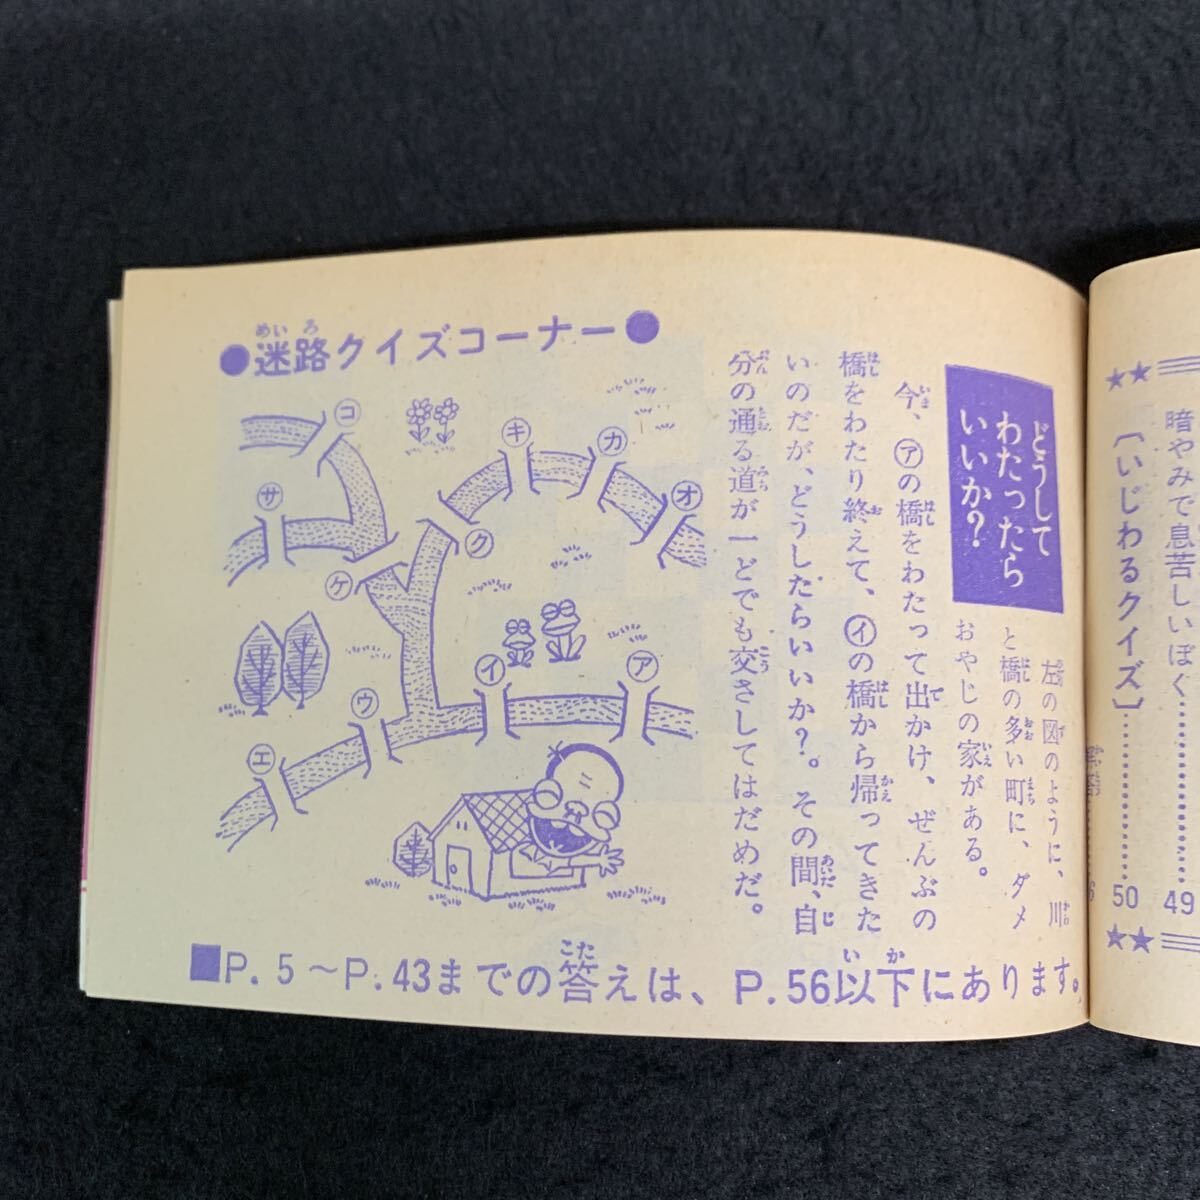 ●迷路クイズコーナー●
めいろ
どうして
わたったら
いいか?
左の図のように、川
と橋の多い町に、ダメ
おやじの家がある。
今、㋐の橋をわたって出かけ、ぜんぶの
橋をわたり終えて、㋑の橋から帰ってきた
いのだが、どうしたらいいか?。その間、自
分の通る道が一どでも交さしてはだめだ。
㋙
㋖
㋕
㋚
㋔
㋗
㋘
㋑
㋐
㋒
㋓
■P.5～P.43までの答えは、P.56以下にあります。
こた
いか
暗やみで息苦しいぼく
49
★★
〔いじわるクイズ〕
50
★★